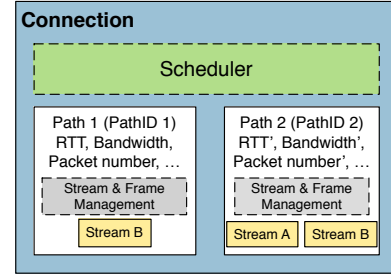 Connection
Scheduler
Path 1 (PathID 1)
RTT, Bandwidth,
Packet number, …
Stream & Frame
Management
Stream B
Path 2 (PathID 2)
RTT’, Bandwidth’,
Packet number’, …
Stream & Frame
Management
Stream A
Stream B